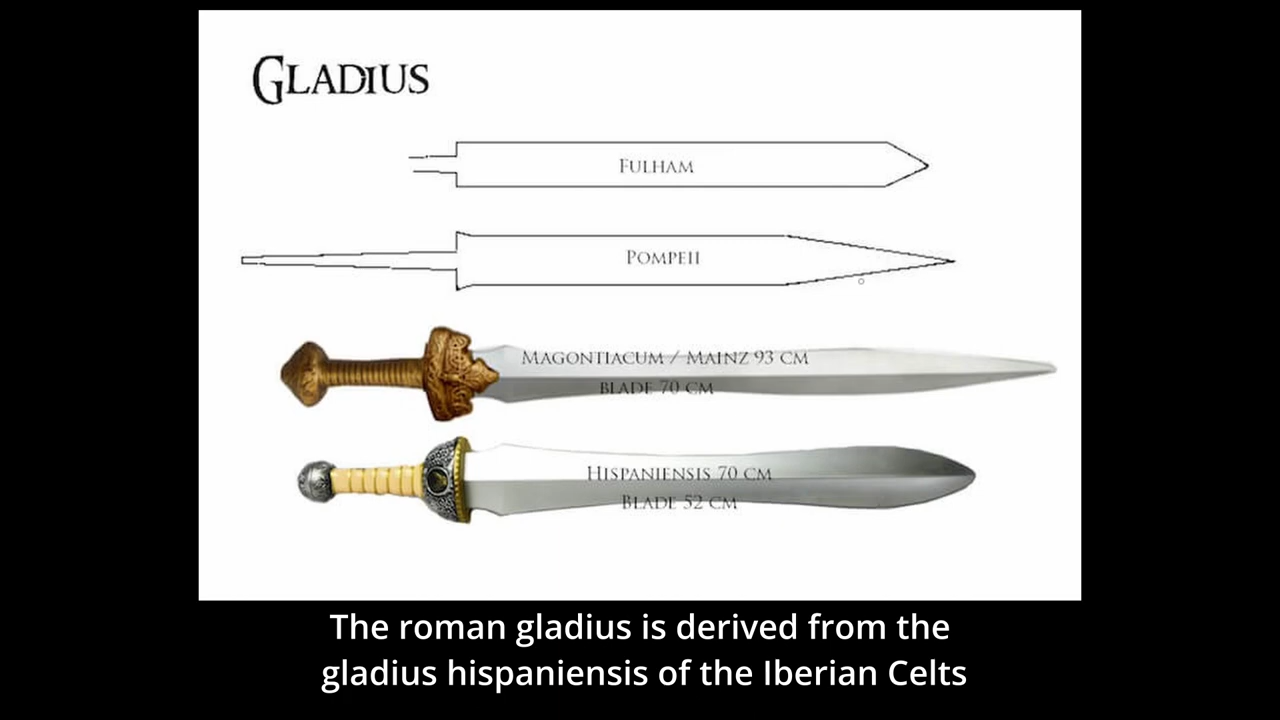 GLADIUS
FULHAM
POMPEII
MAGONTIACUM / MAINZ 93 CM
BLADE 70 CM
HISPANIENSIS 70 CM
BLADE 52 CM
The roman gladius is derived from the
gladius hispaniensis of the Iberian Celts